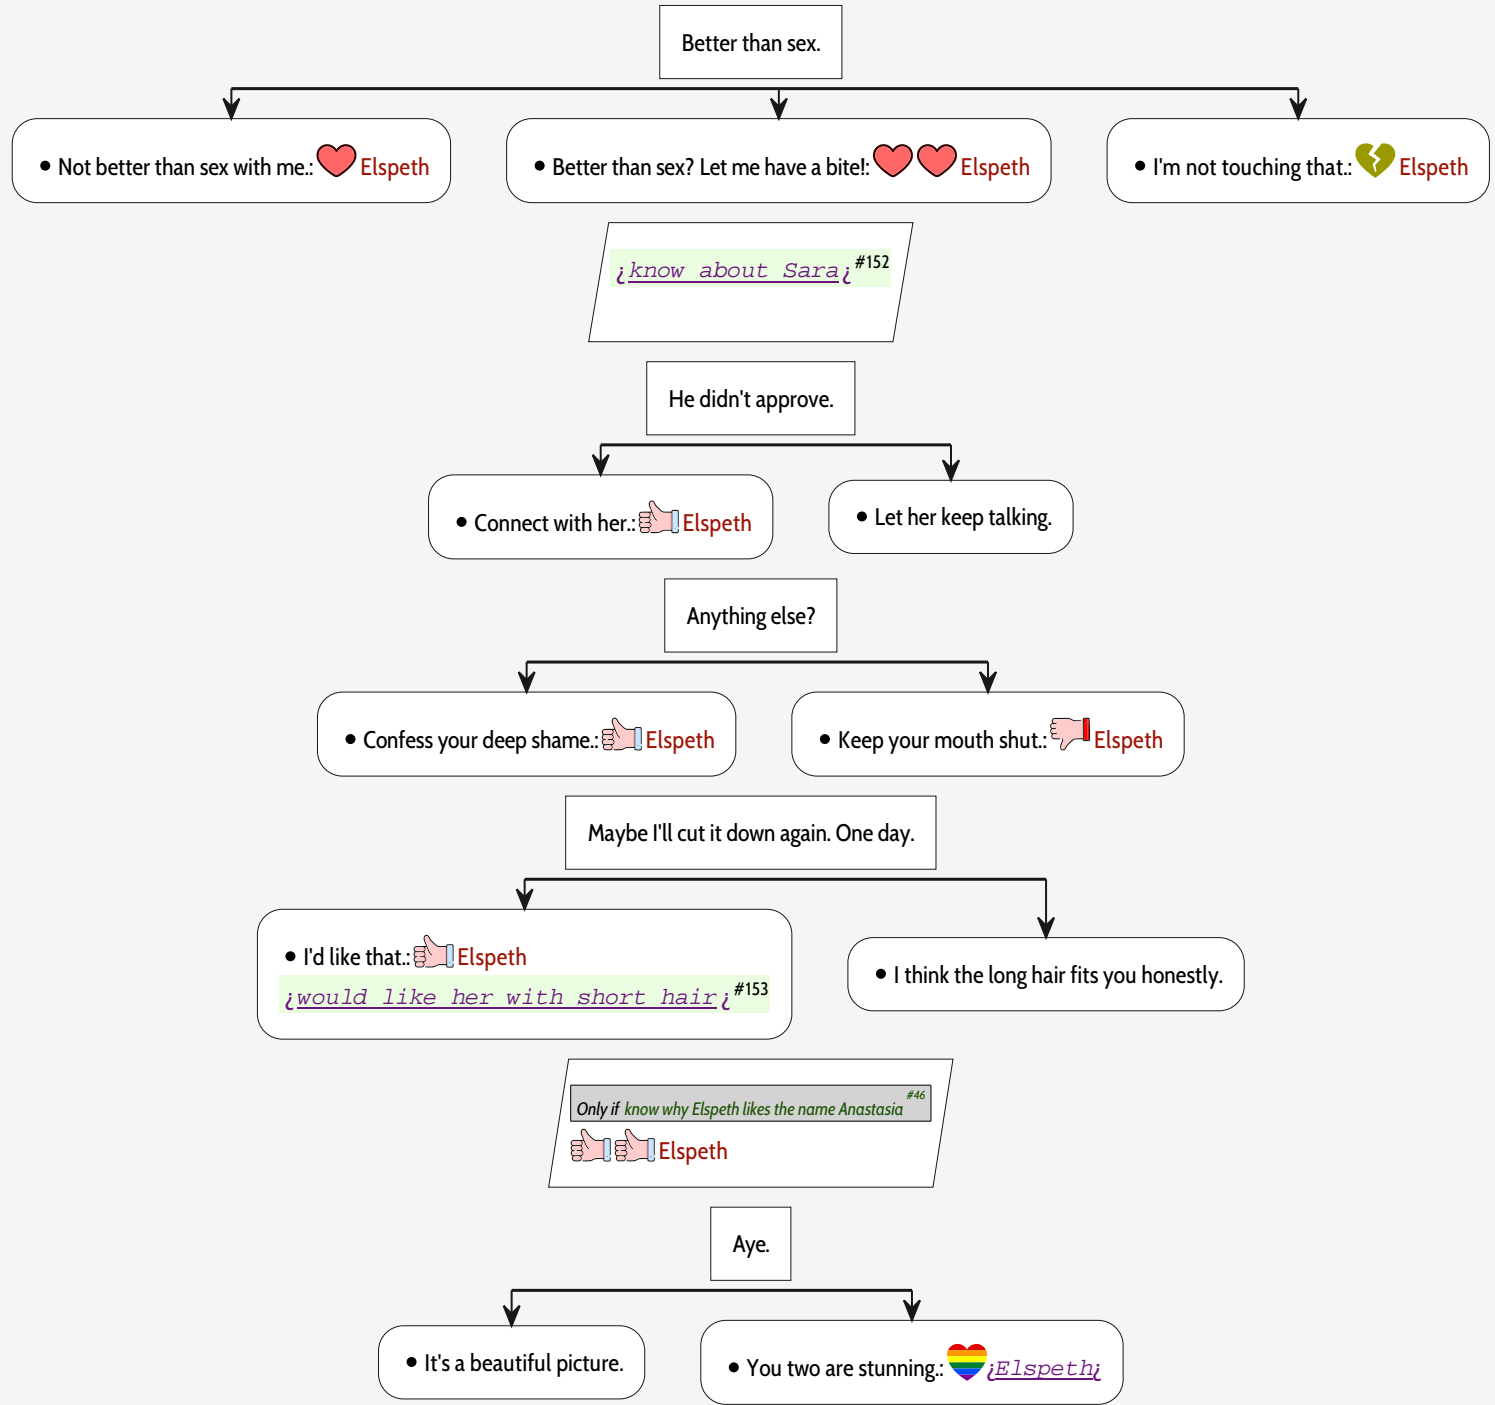 Better than sex.
• Not better than sex with me.: Elspeth
• Better than sex? Let me have a bite!: Elspeth
• I'm not touching that.: Elspeth
¿know about Sara¿ #152
He didn't approve.
• Connect with her.: Elspeth
• Let her keep talking.
Anything else?
• Confess your deep shame.: Elspeth
• Keep your mouth shut.: Elspeth
Maybe I'll cut it down again. One day.
• I'd like that.: Elspeth
¿would like her with short hair¿ #153
• I think the long hair fits you honestly.
Only if know why Elspeth likes the name Anastasia #46
Elspeth
Aye.
• It's a beautiful picture.
• You two are stunning.: ¿Elspeth¿